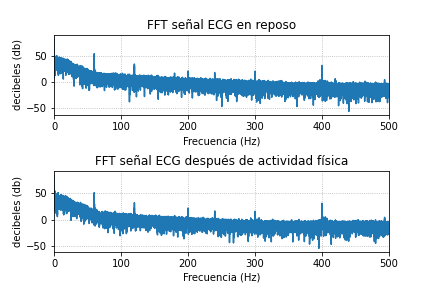 FFT señal ECG en reposo
50
0
−50
decibeles (db)
0 100 200 300 400 500
Frecuencia (Hz)
FFT señal ECG después de actividad física
50
0
−50
decibeles (db)
0 100 200 300 400 500
Frecuencia (Hz)